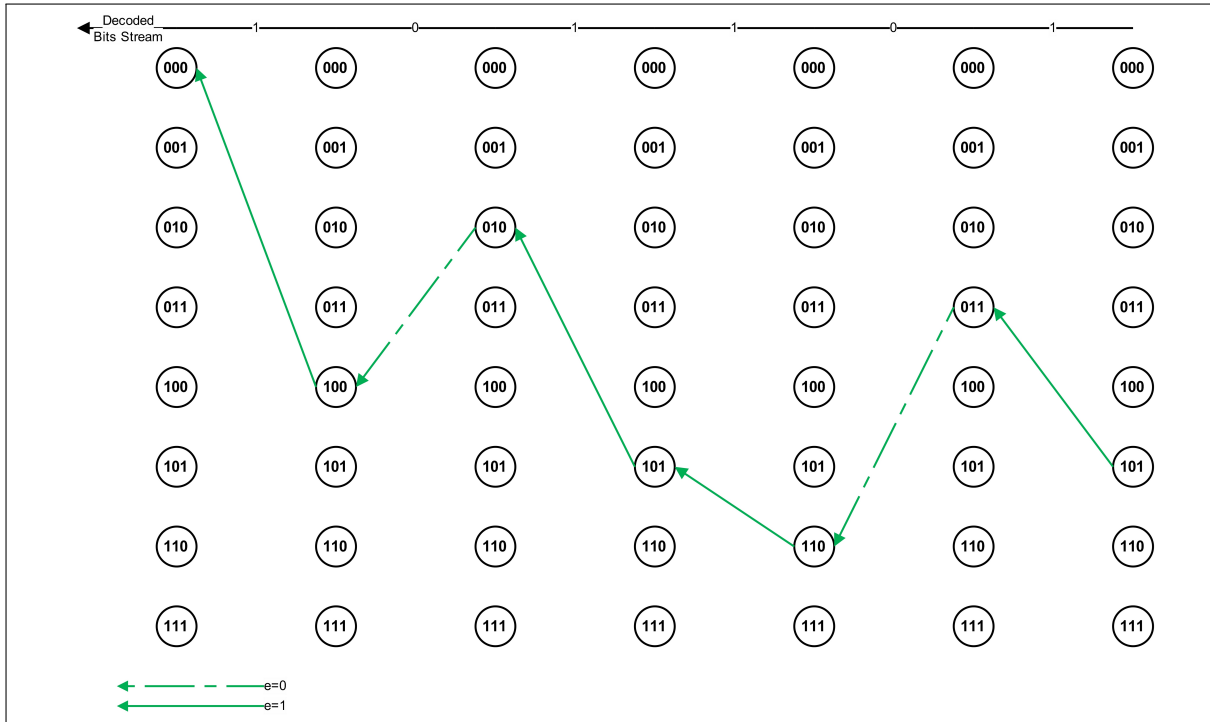 Decoded
Bits Stream
1 0 1 1 0 1
000 000 000 000 000 000 000
001 001 001 001 001 001 001
010 010 010 010 010 010 010
011 011 011 011 011 011 011
100 100 100 100 100 100 100
101 101 101 101 101 101 101
110 110 110 110 110 110 110
111 111 111 111 111 111 111
e=0
e=1